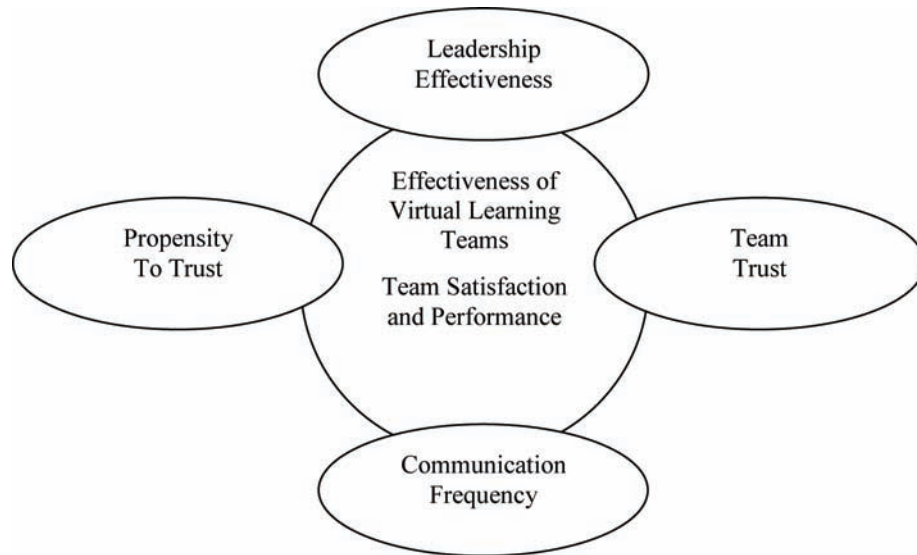 Leadership
Effectiveness
Effectiveness of
Virtual Learning
Teams
Team Satisfaction
and Performance
Propensity
To Trust
Team
Trust
Communication
Frequency